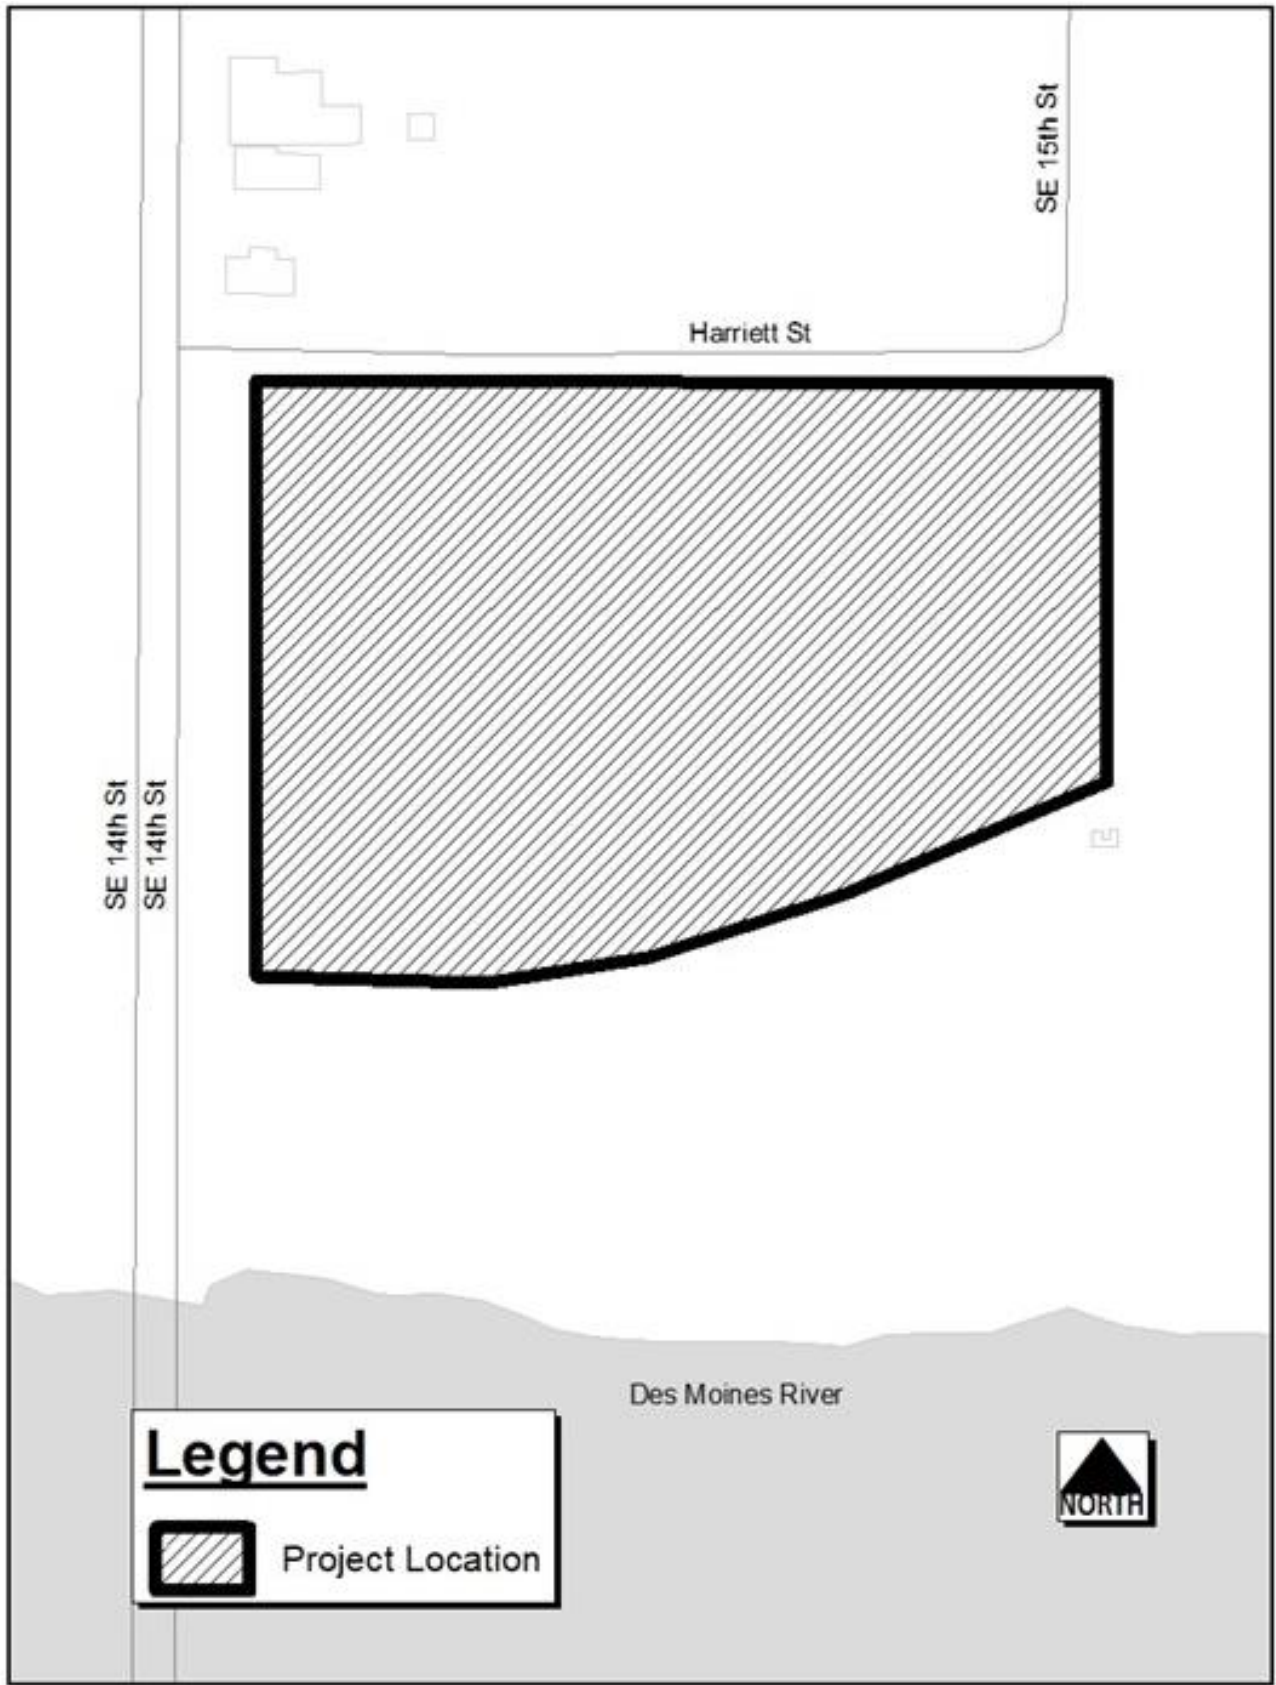 SE 15th St
Harriett St
SE 14th St
SE 14th St
Des Moines River
Legend
Project Location
NORTH